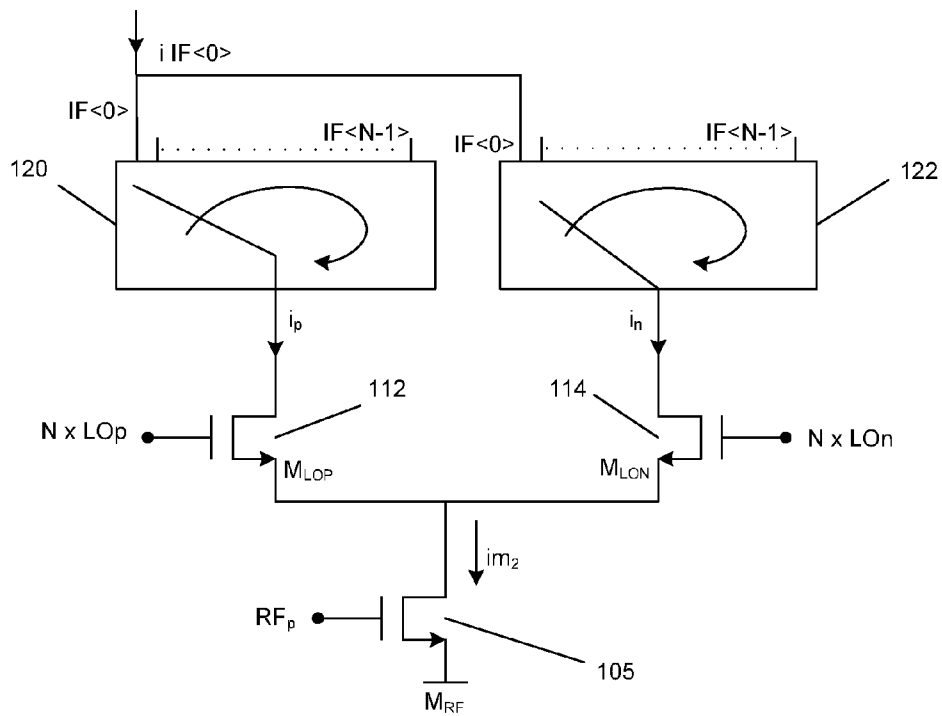 i IF<0>
IF<0>
IF<N-1>
IF<0>
IF<N-1>
120
122
ip
in
112
114
N x LOp
N x LOn
MLOP
MLON
im2
RFp
105
MRF